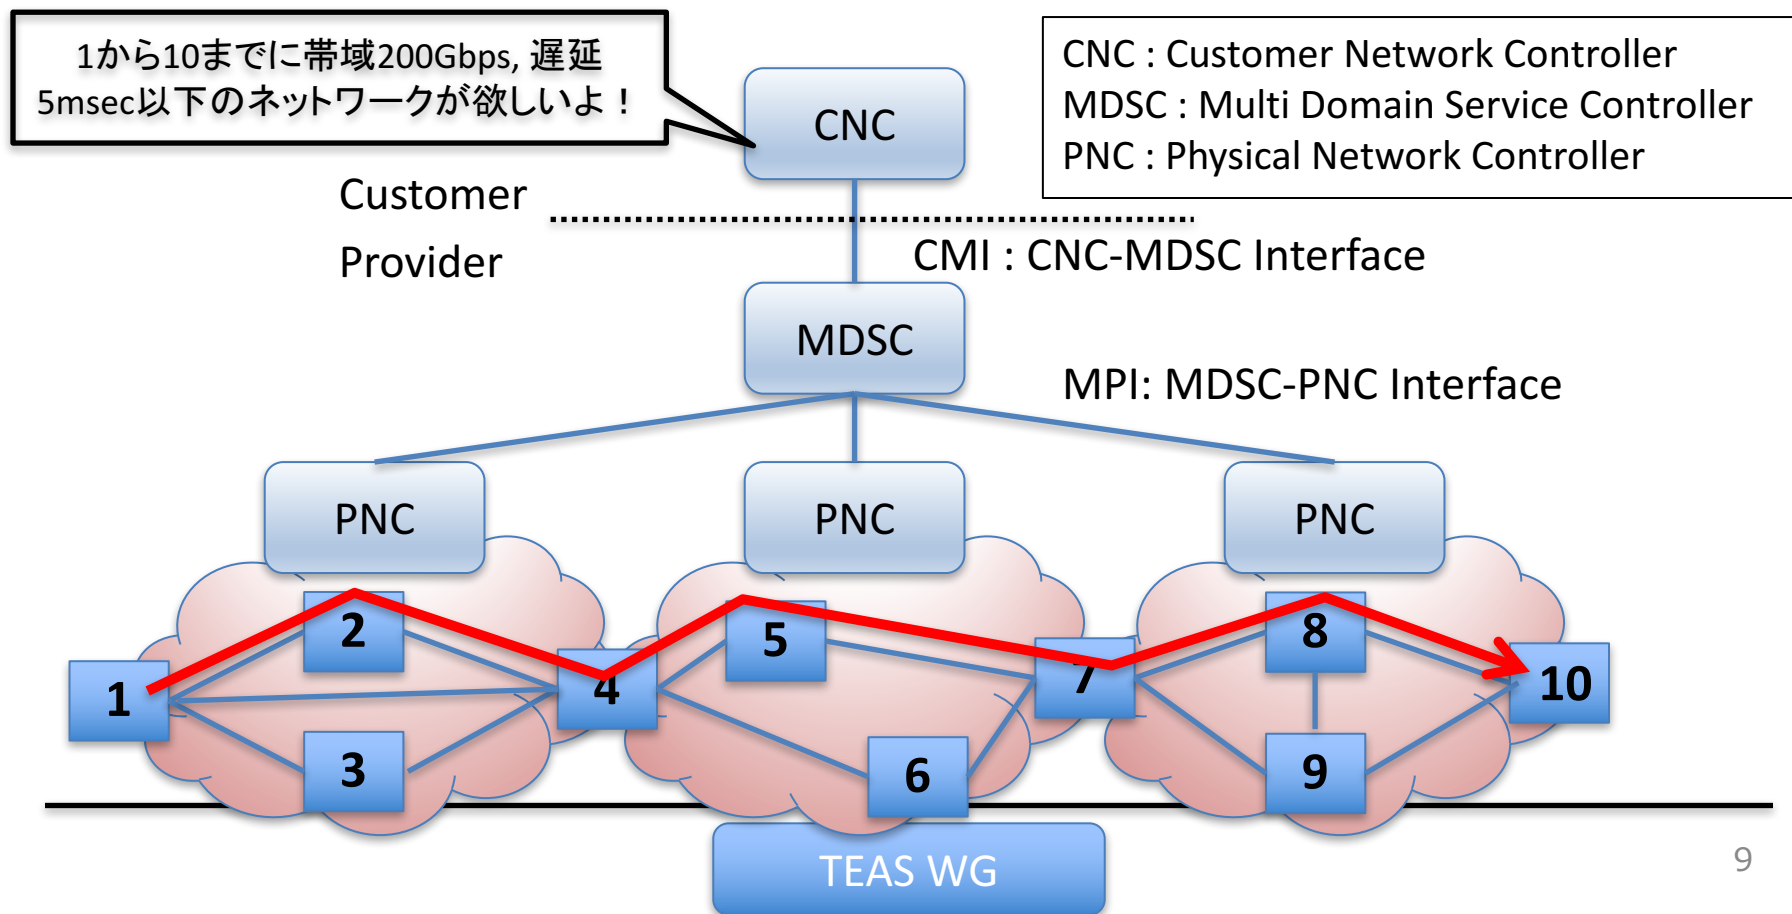 1から10までに帯域200Gbps, 遅延
5msec以下のネットワークが欲しいよ！
CNC
CNC : Customer Network Controller
MDSC : Multi Domain Service Controller
PNC : Physical Network Controller
Customer
Provider
CMI : CNC-MDSC Interface
MDSC
MPI: MDSC-PNC Interface
PNC
PNC
PNC
1
2
3
4
5
6
7
8
9
10
TEAS WG
9